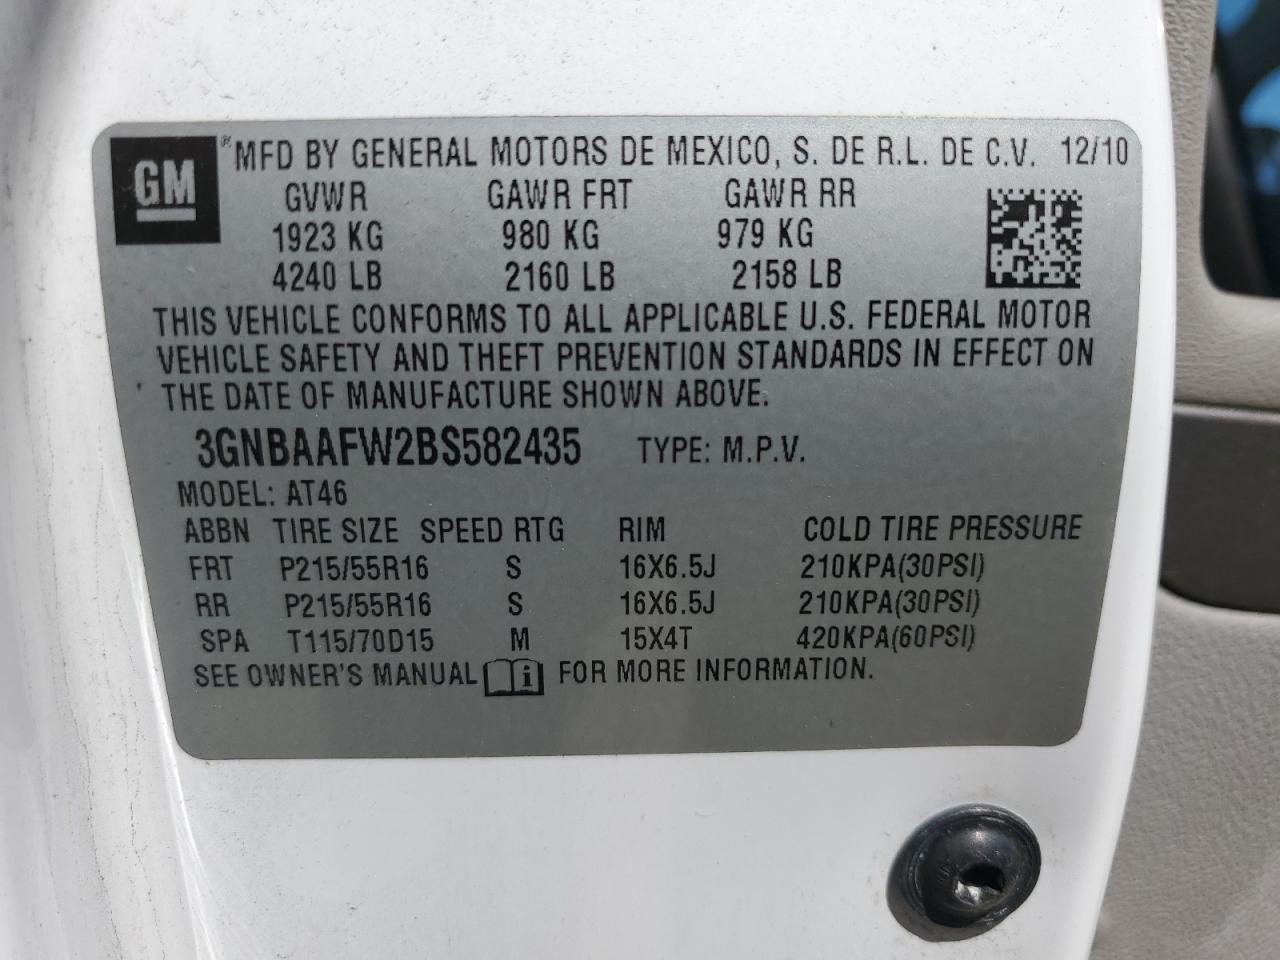 GM ® MFD BY GENERAL MOTORS DE MEXICO, S. DE R.L. DE C.V. 12/10
GVWR GAWR FRT GAWR RR
1923 KG 980 KG 979 KG
4240 LB 2160 LB 2158 LB
THIS VEHICLE CONFORMS TO ALL APPLICABLE U.S. FEDERAL MOTOR
VEHICLE SAFETY AND THEFT PREVENTION STANDARDS IN EFFECT ON
THE DATE OF MANUFACTURE SHOWN ABOVE.
3GNBAAFW2BS582435 TYPE: M.P.V.
MODEL: AT46
ABBN TIRE SIZE SPEED RTG RIM COLD TIRE PRESSURE
FRT P215/55R16 S 16X6.5J 210KPA(30PSI)
RR P215/55R16 S 16X6.5J 210KPA(30PSI)
SPA T115/70D15 M 15X4T 420KPA(60PSI)
SEE OWNER'S MANUAL i FOR MORE INFORMATION.